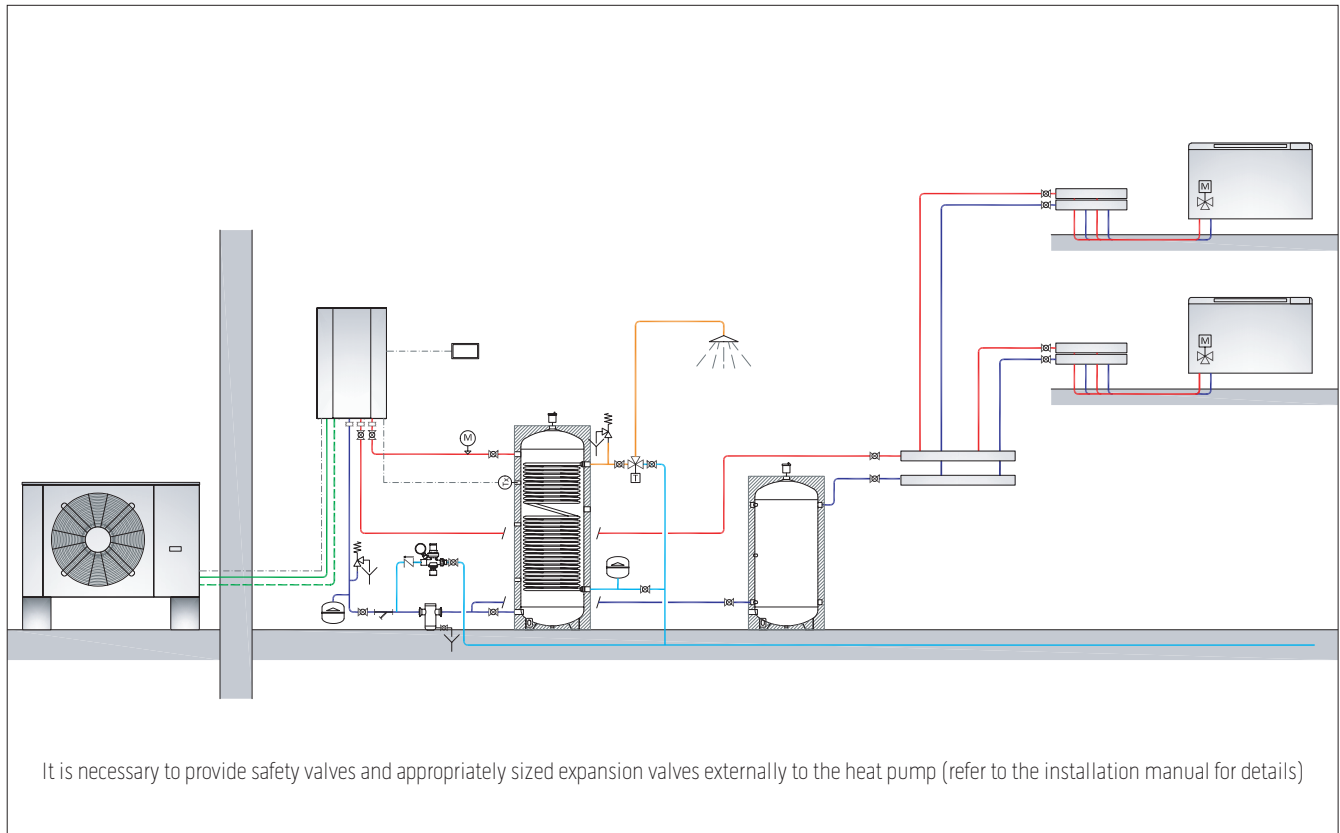 M
M
M
Tk
T
It is necessary to provide safety valves and appropriately sized expansion valves externally to the heat pump (refer to the installation manual for details)